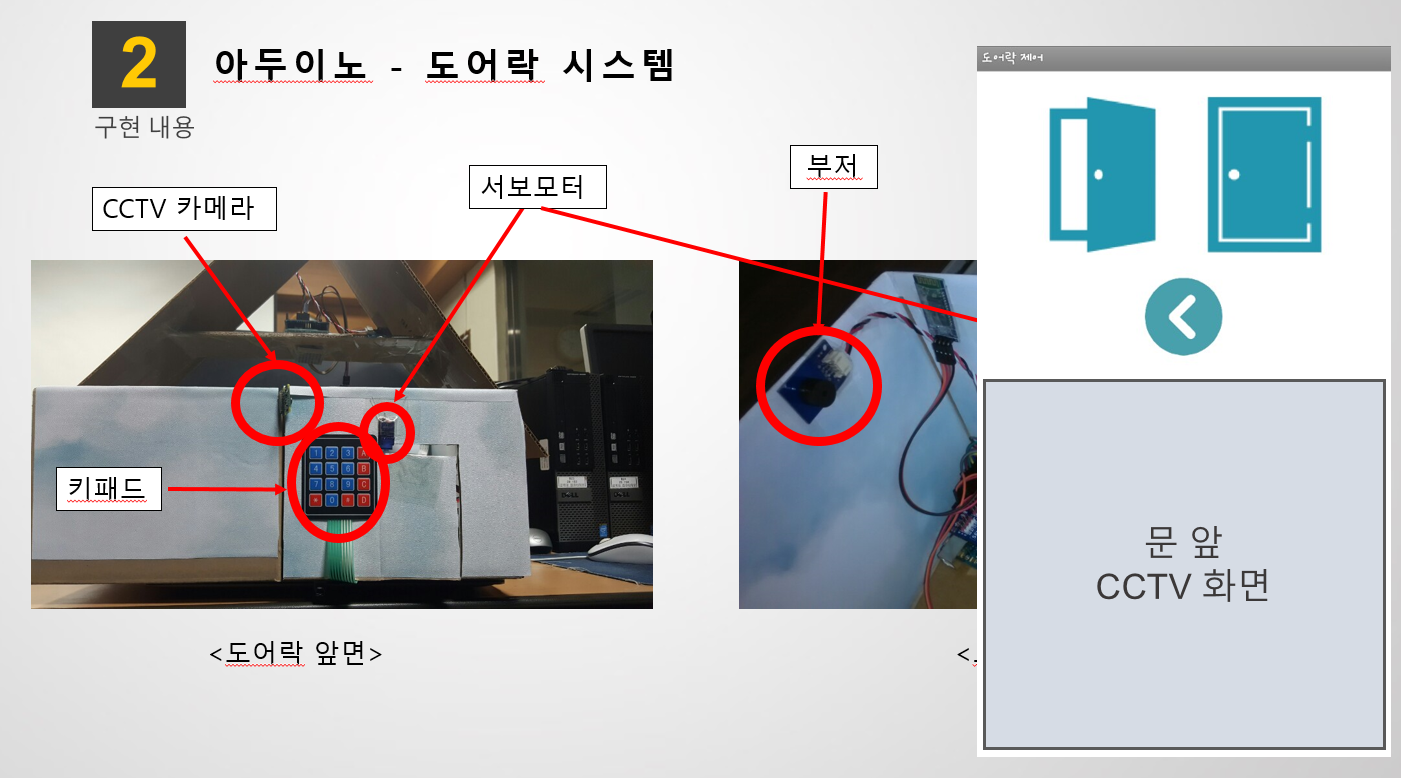 2
아두이노 - 도어락 시스템
구현 내용
CCTV 카메라
서보모터
부저
키패드
1 2 3 A
4 5 6 B
7 8 9 C
* 0 # D
DELL
DELL
<도어락 앞면>
<
도어락 제어
문 앞
CCTV 화면